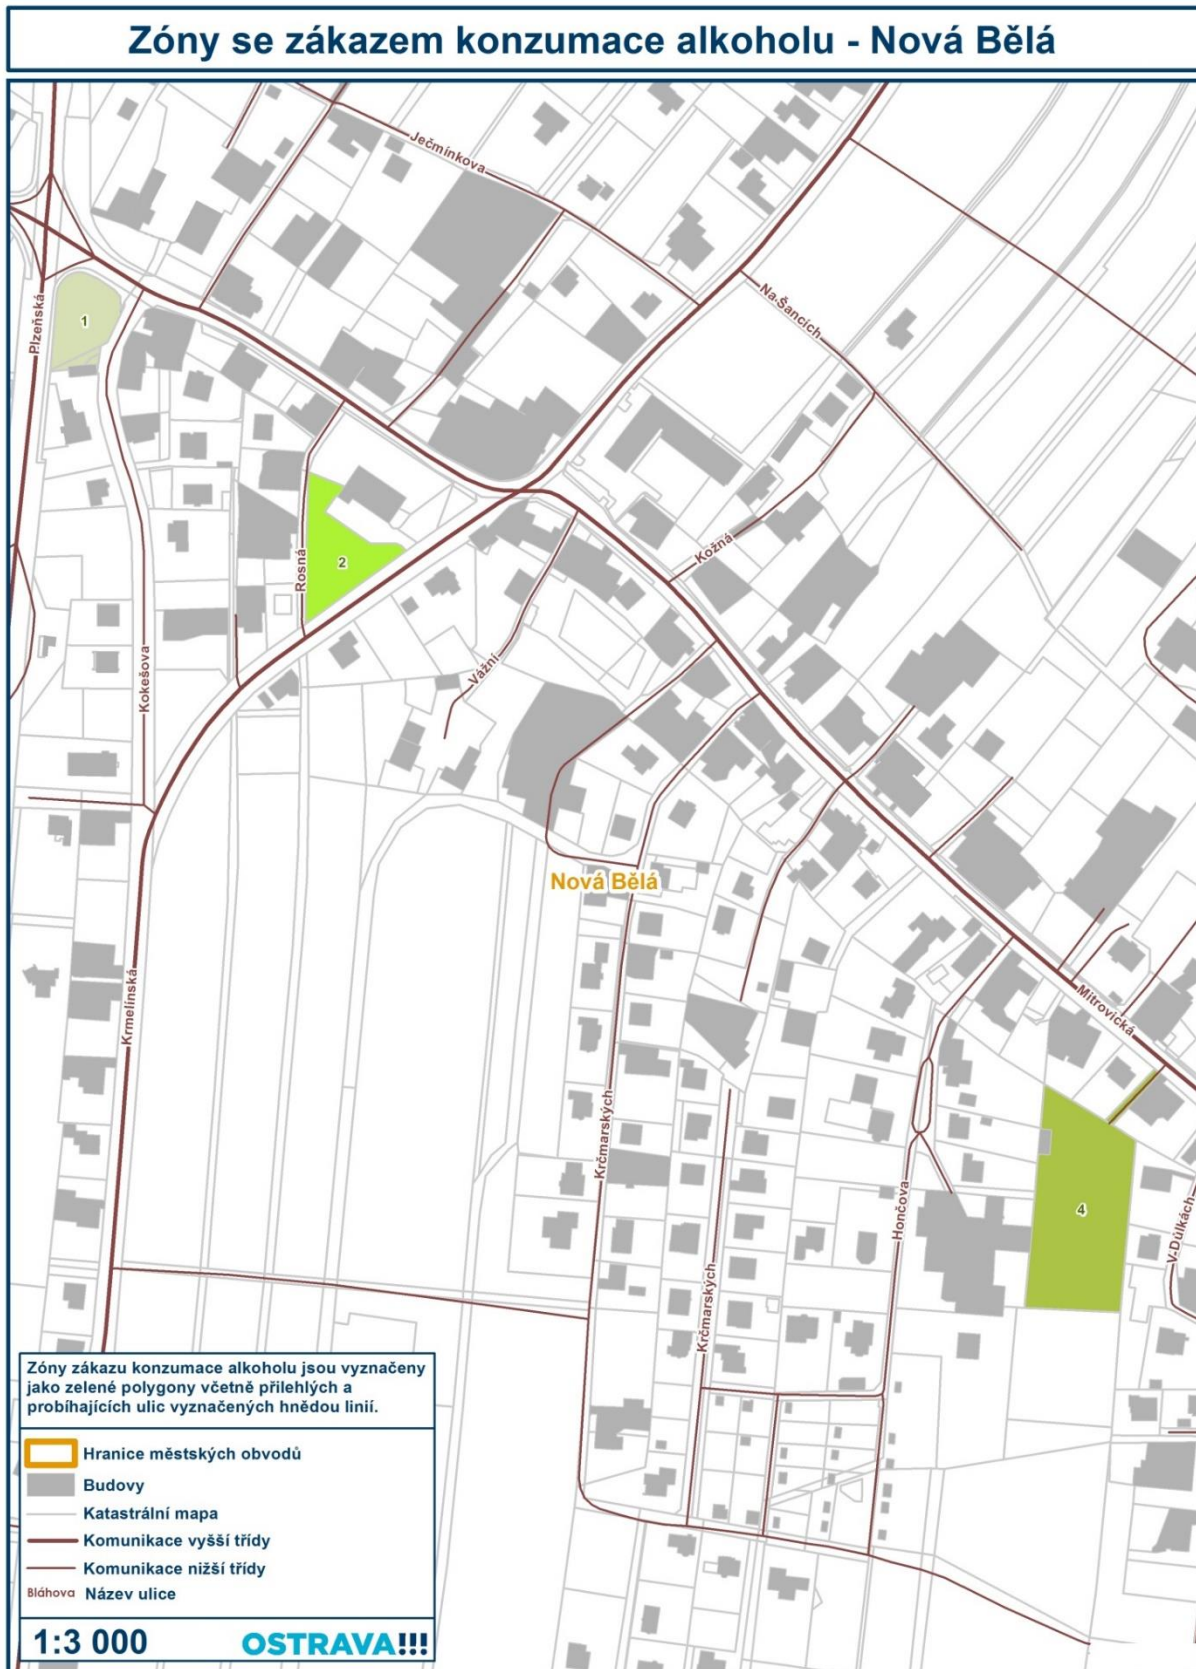 Zóny se zákazem konzumace alkoholu - Nová Bělá
Ječmínkova
Na Šancích
Plzeňská
1
Kožná
Rosná
2
Kokešova
Vážní
Nová Bělá
Krmelínská
Mitrovická
Krčmarských
Hončova
4
V Důlkách
Krčmarských
Zóny zákazu konzumace alkoholu jsou vyznačeny
jako zelené polygony včetně přilehlých a
probíhajících ulic vyznačených hnědou linií.
Hranice městských obvodů
Budovy
Katastrální mapa
Komunikace vyšší třídy
Komunikace nižší třídy
Bláhova Název ulice
1:3 000 OSTRAVA!!!